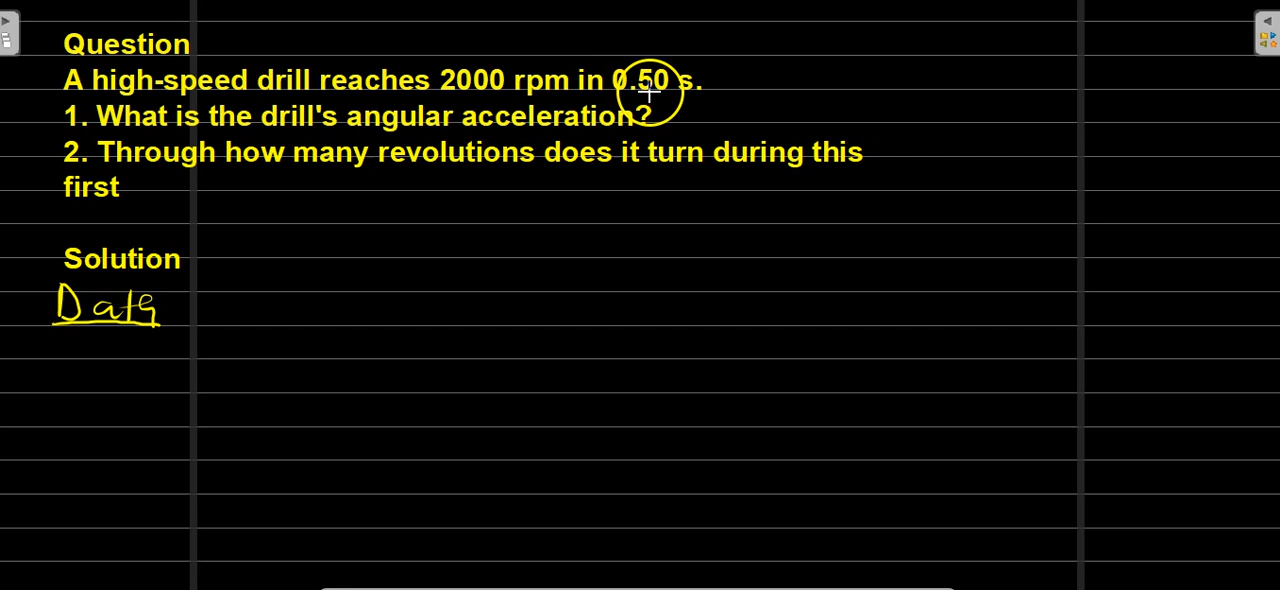 Question
A high-speed drill reaches 2000 rpm in 0.50 s.
1. What is the drill's angular acceleration?
2. Through how many revolutions does it turn during this
first
Solution
Data